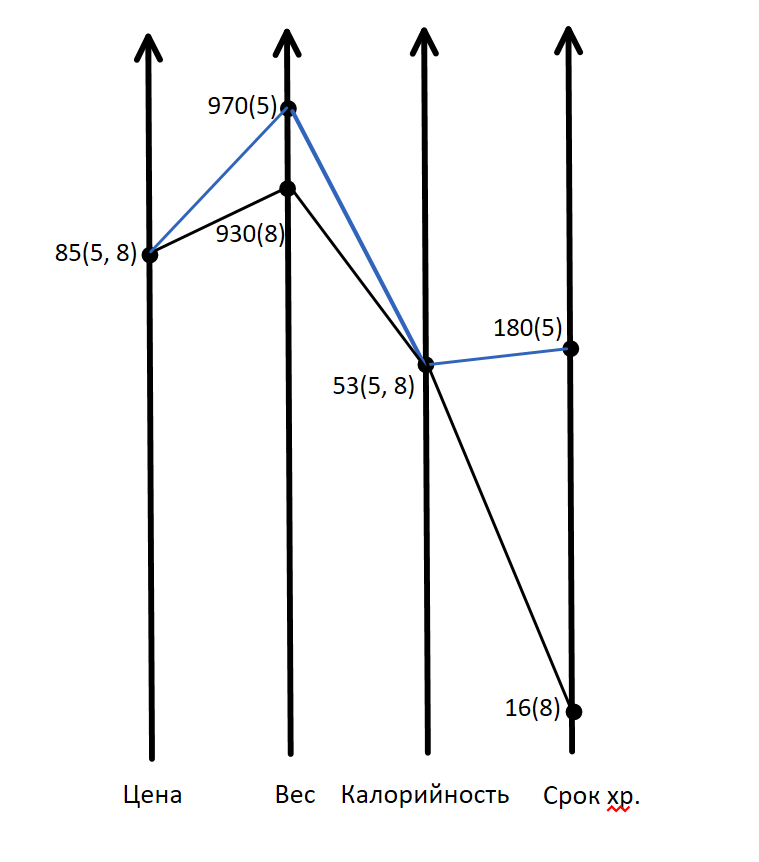 970(5)
930(8)
85(5, 8)
180(5)
53(5, 8)
16(8)
Цена
Вес
Калорийность
Срок хр.